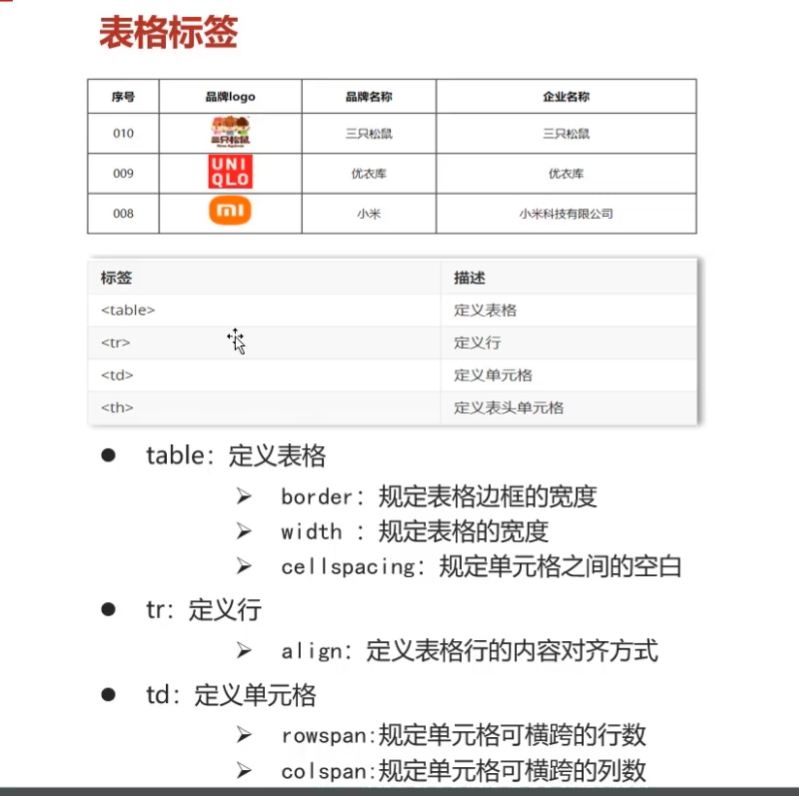 表格标签
序号 品牌logo 品牌名称 企业名称
010 三只松鼠 三只松鼠 三只松鼠
009 UNI QLO 优衣库 优衣库
008 mi 小米 小米科技有限公司
标签 描述
<table> 定义表格
<tr> 定义行
<td> 定义单元格
<th> 定义表头单元格
● table：定义表格
➢ border：规定表格边框的宽度
➢ width ：规定表格的宽度
➢ cellspacing：规定单元格之间的空白
● tr：定义行
➢ align：定义表格行的内容对齐方式
● td：定义单元格
➢ rowspan:规定单元格可横跨的行数
➢ colspan:规定单元格可横跨的列数